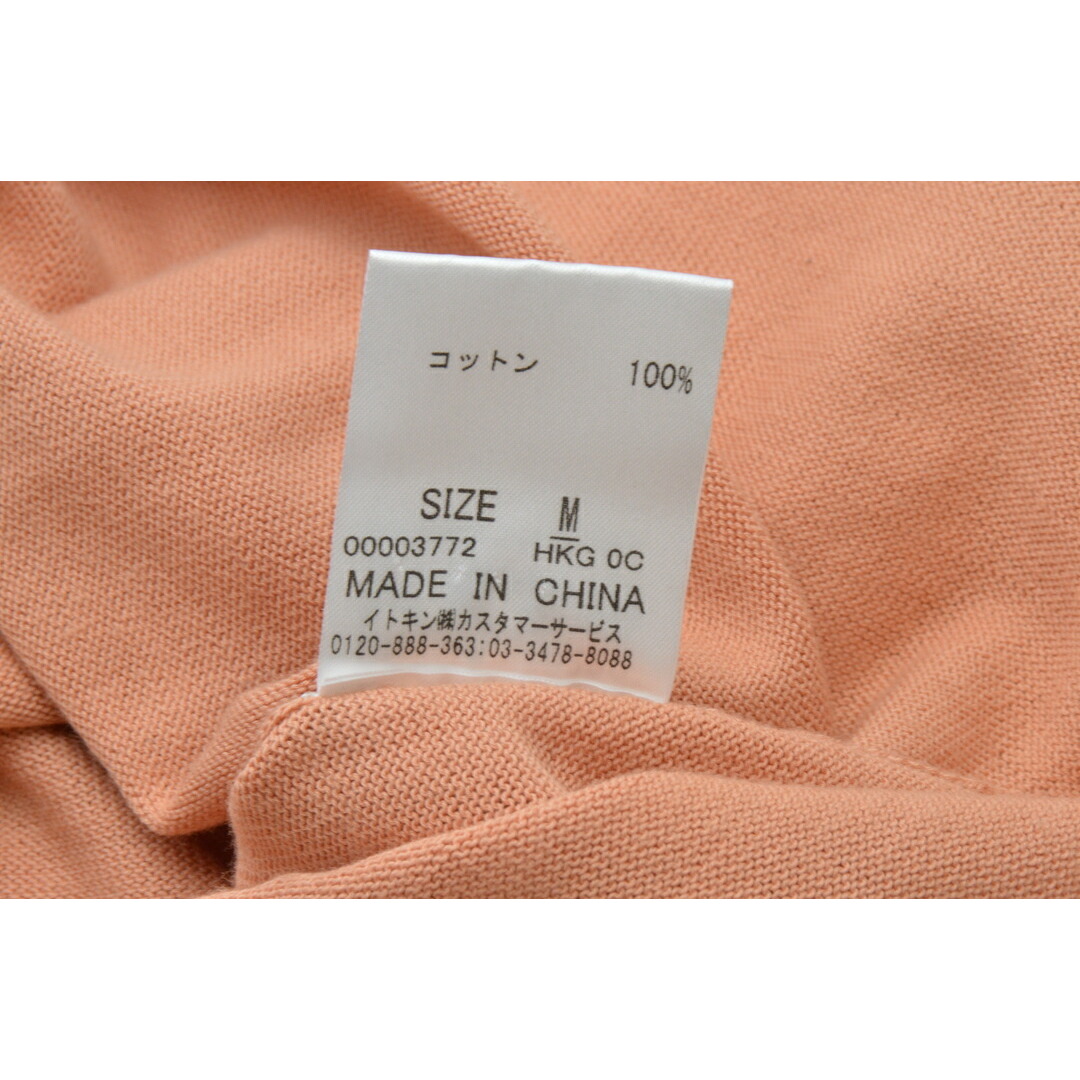 コットン 100%
SIZE M
00003772 HKG 0C
MADE IN CHINA
イトキン㈱カスタマーサービス
0120-888-363:03-3478-8088